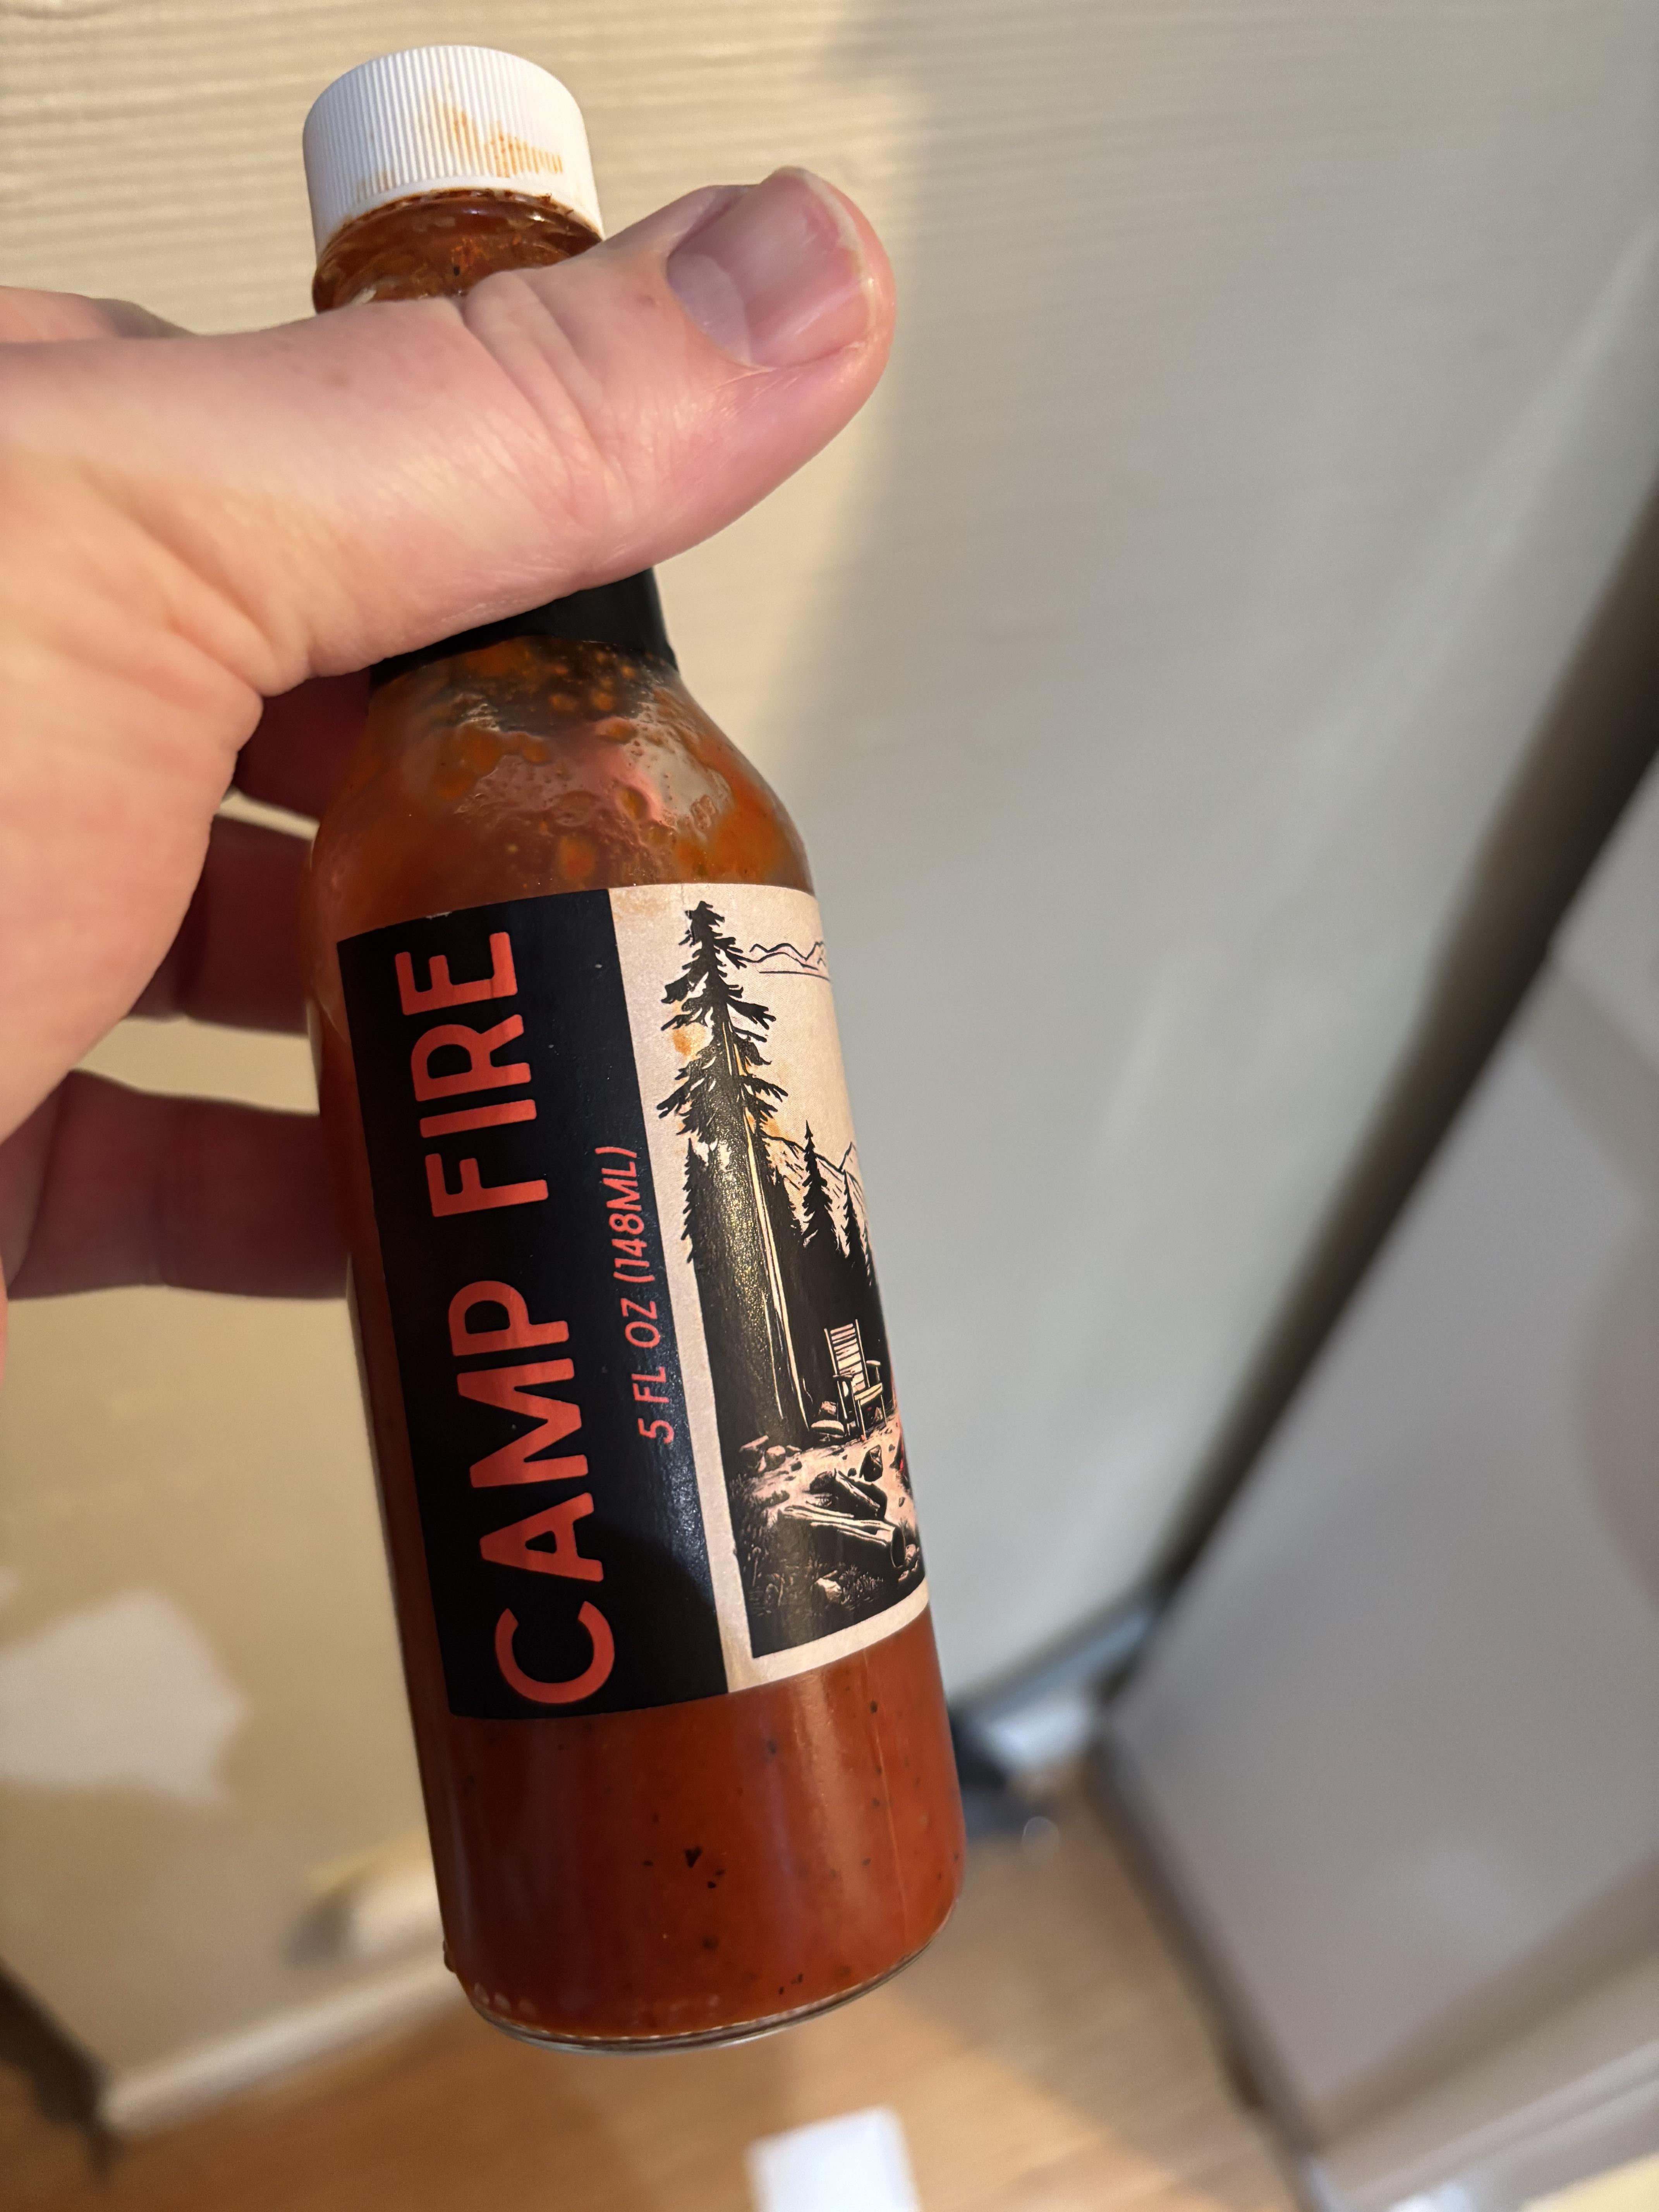 CAMP FIRE
5 FL OZ (148ML)